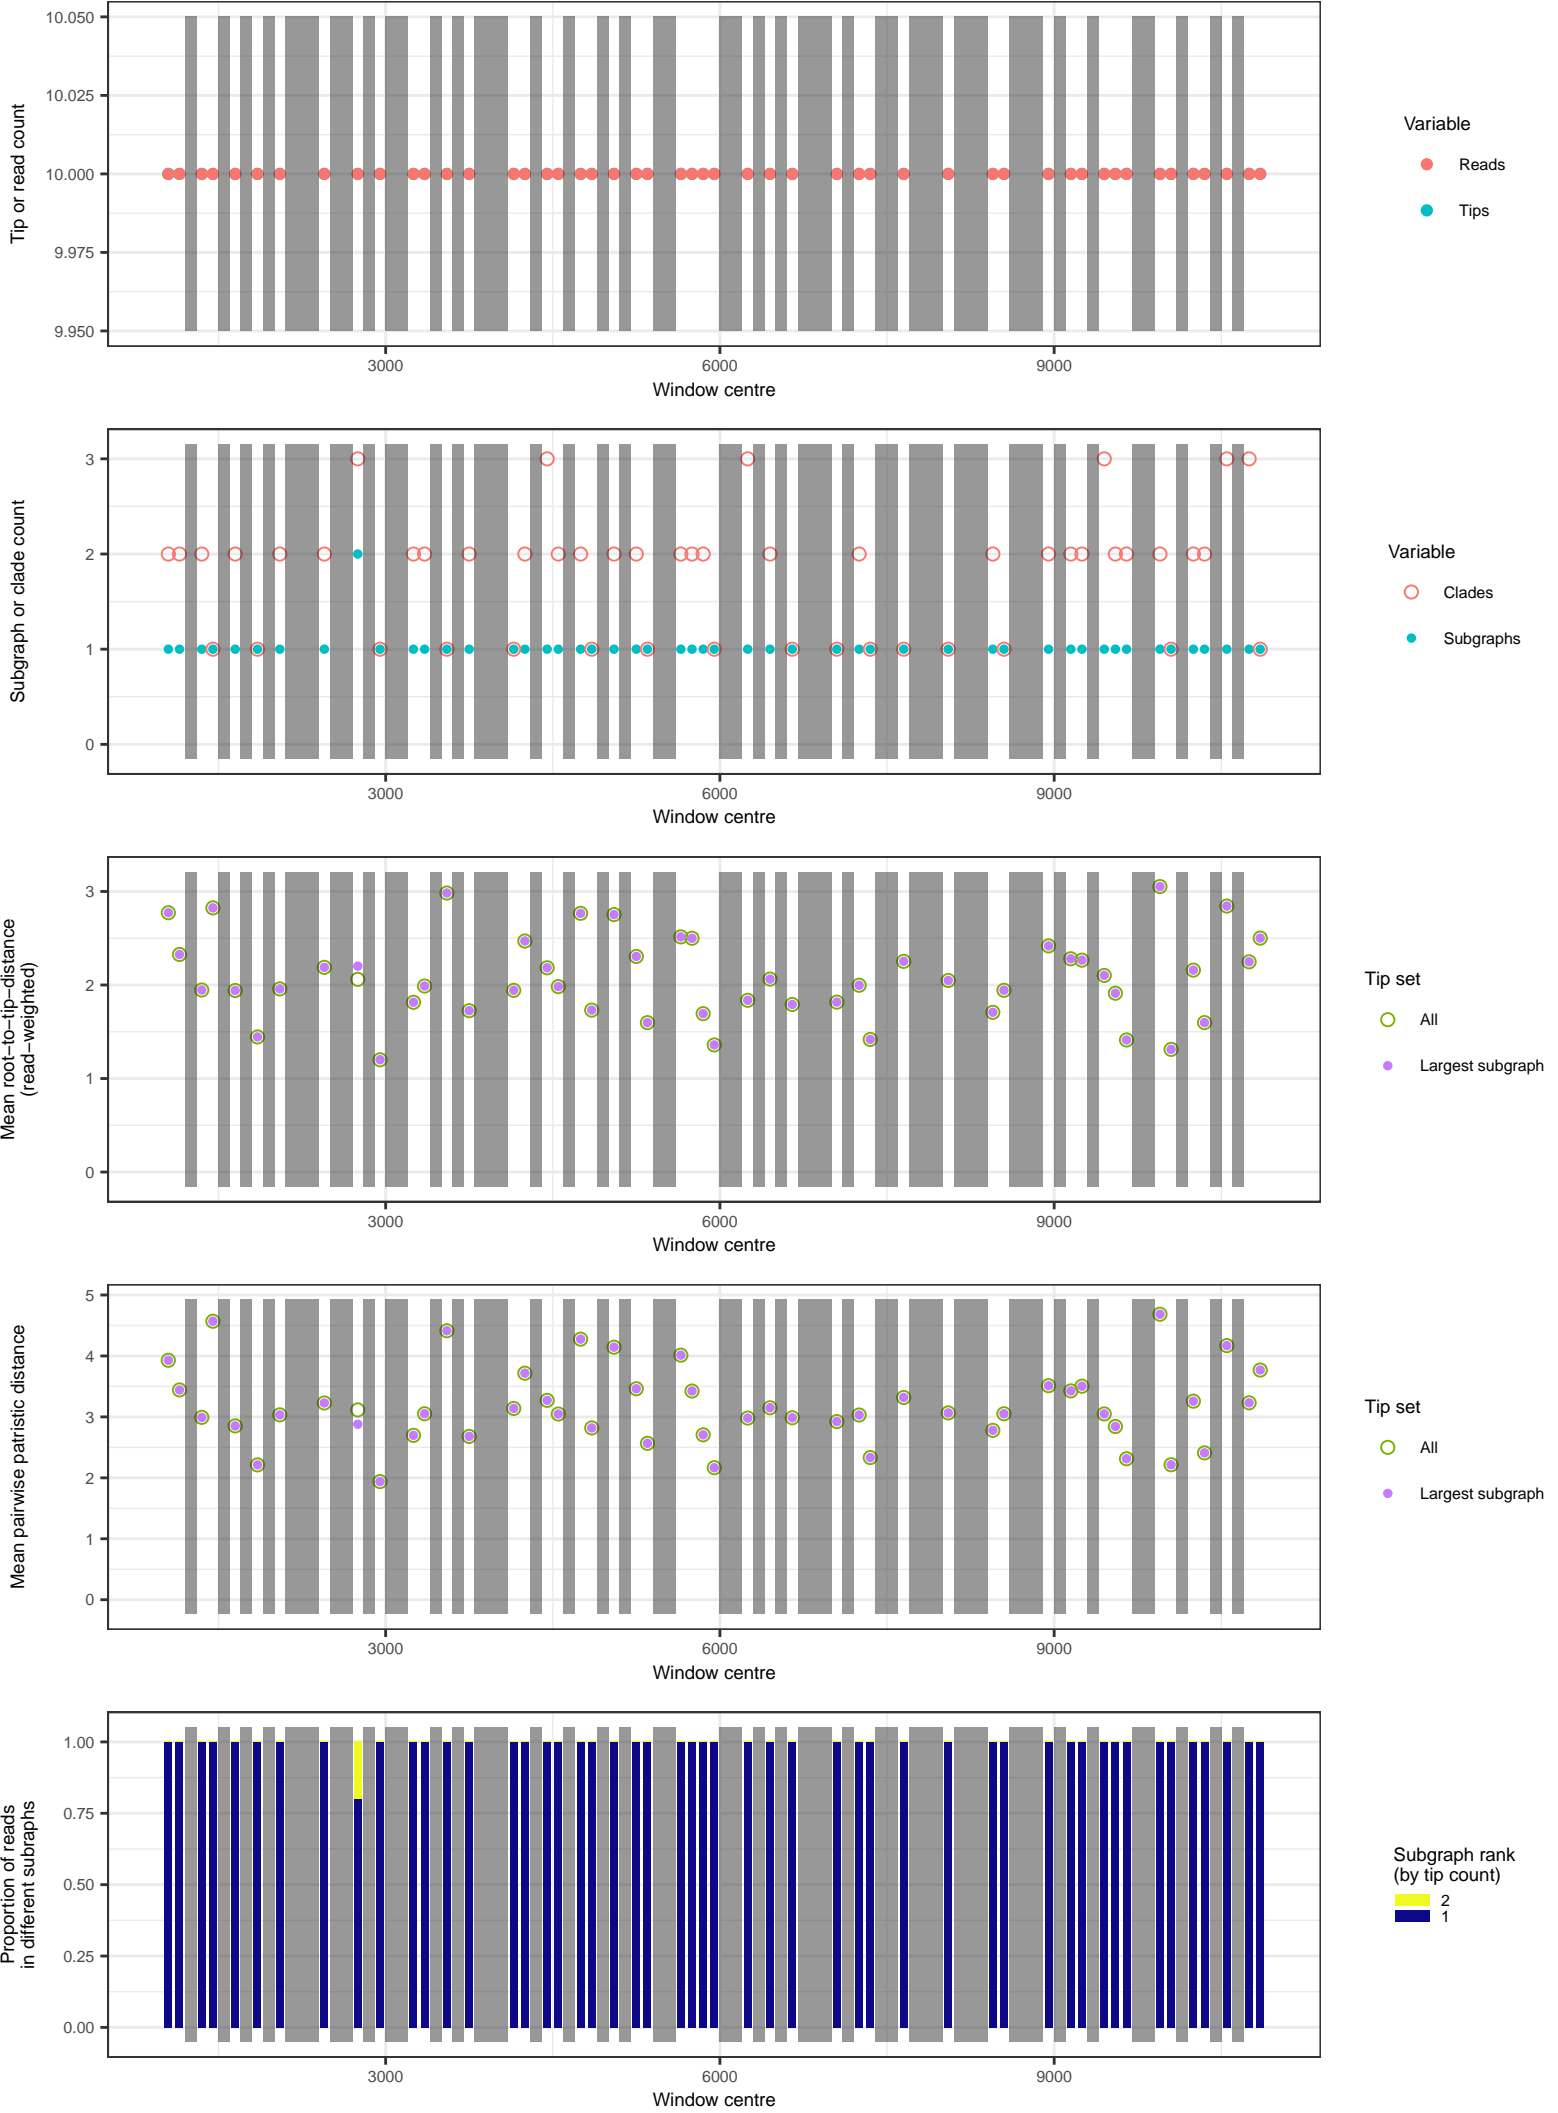 10.050
10.025
10.000
9.975
9.950
Tip or read count
3000
6000
9000
Window centre
Variable
Reads
Tips
3
2
1
0
Subgraph or clade count
3000
6000
9000
Window centre
Variable
Clades
Subgraphs
3
2
1
0
Mean root−to−tip−distance
(read−weighted)
3000
6000
9000
Window centre
Tip set
All
Largest subgraph
5
4
3
2
1
0
Mean pairwise patristic distance
3000
6000
9000
Window centre
Tip set
All
Largest subgraph
1.00
0.75
0.50
0.25
0.00
Proportion of reads
in different subraphs
3000
6000
9000
Window centre
Subgraph rank
(by tip count)
2
1